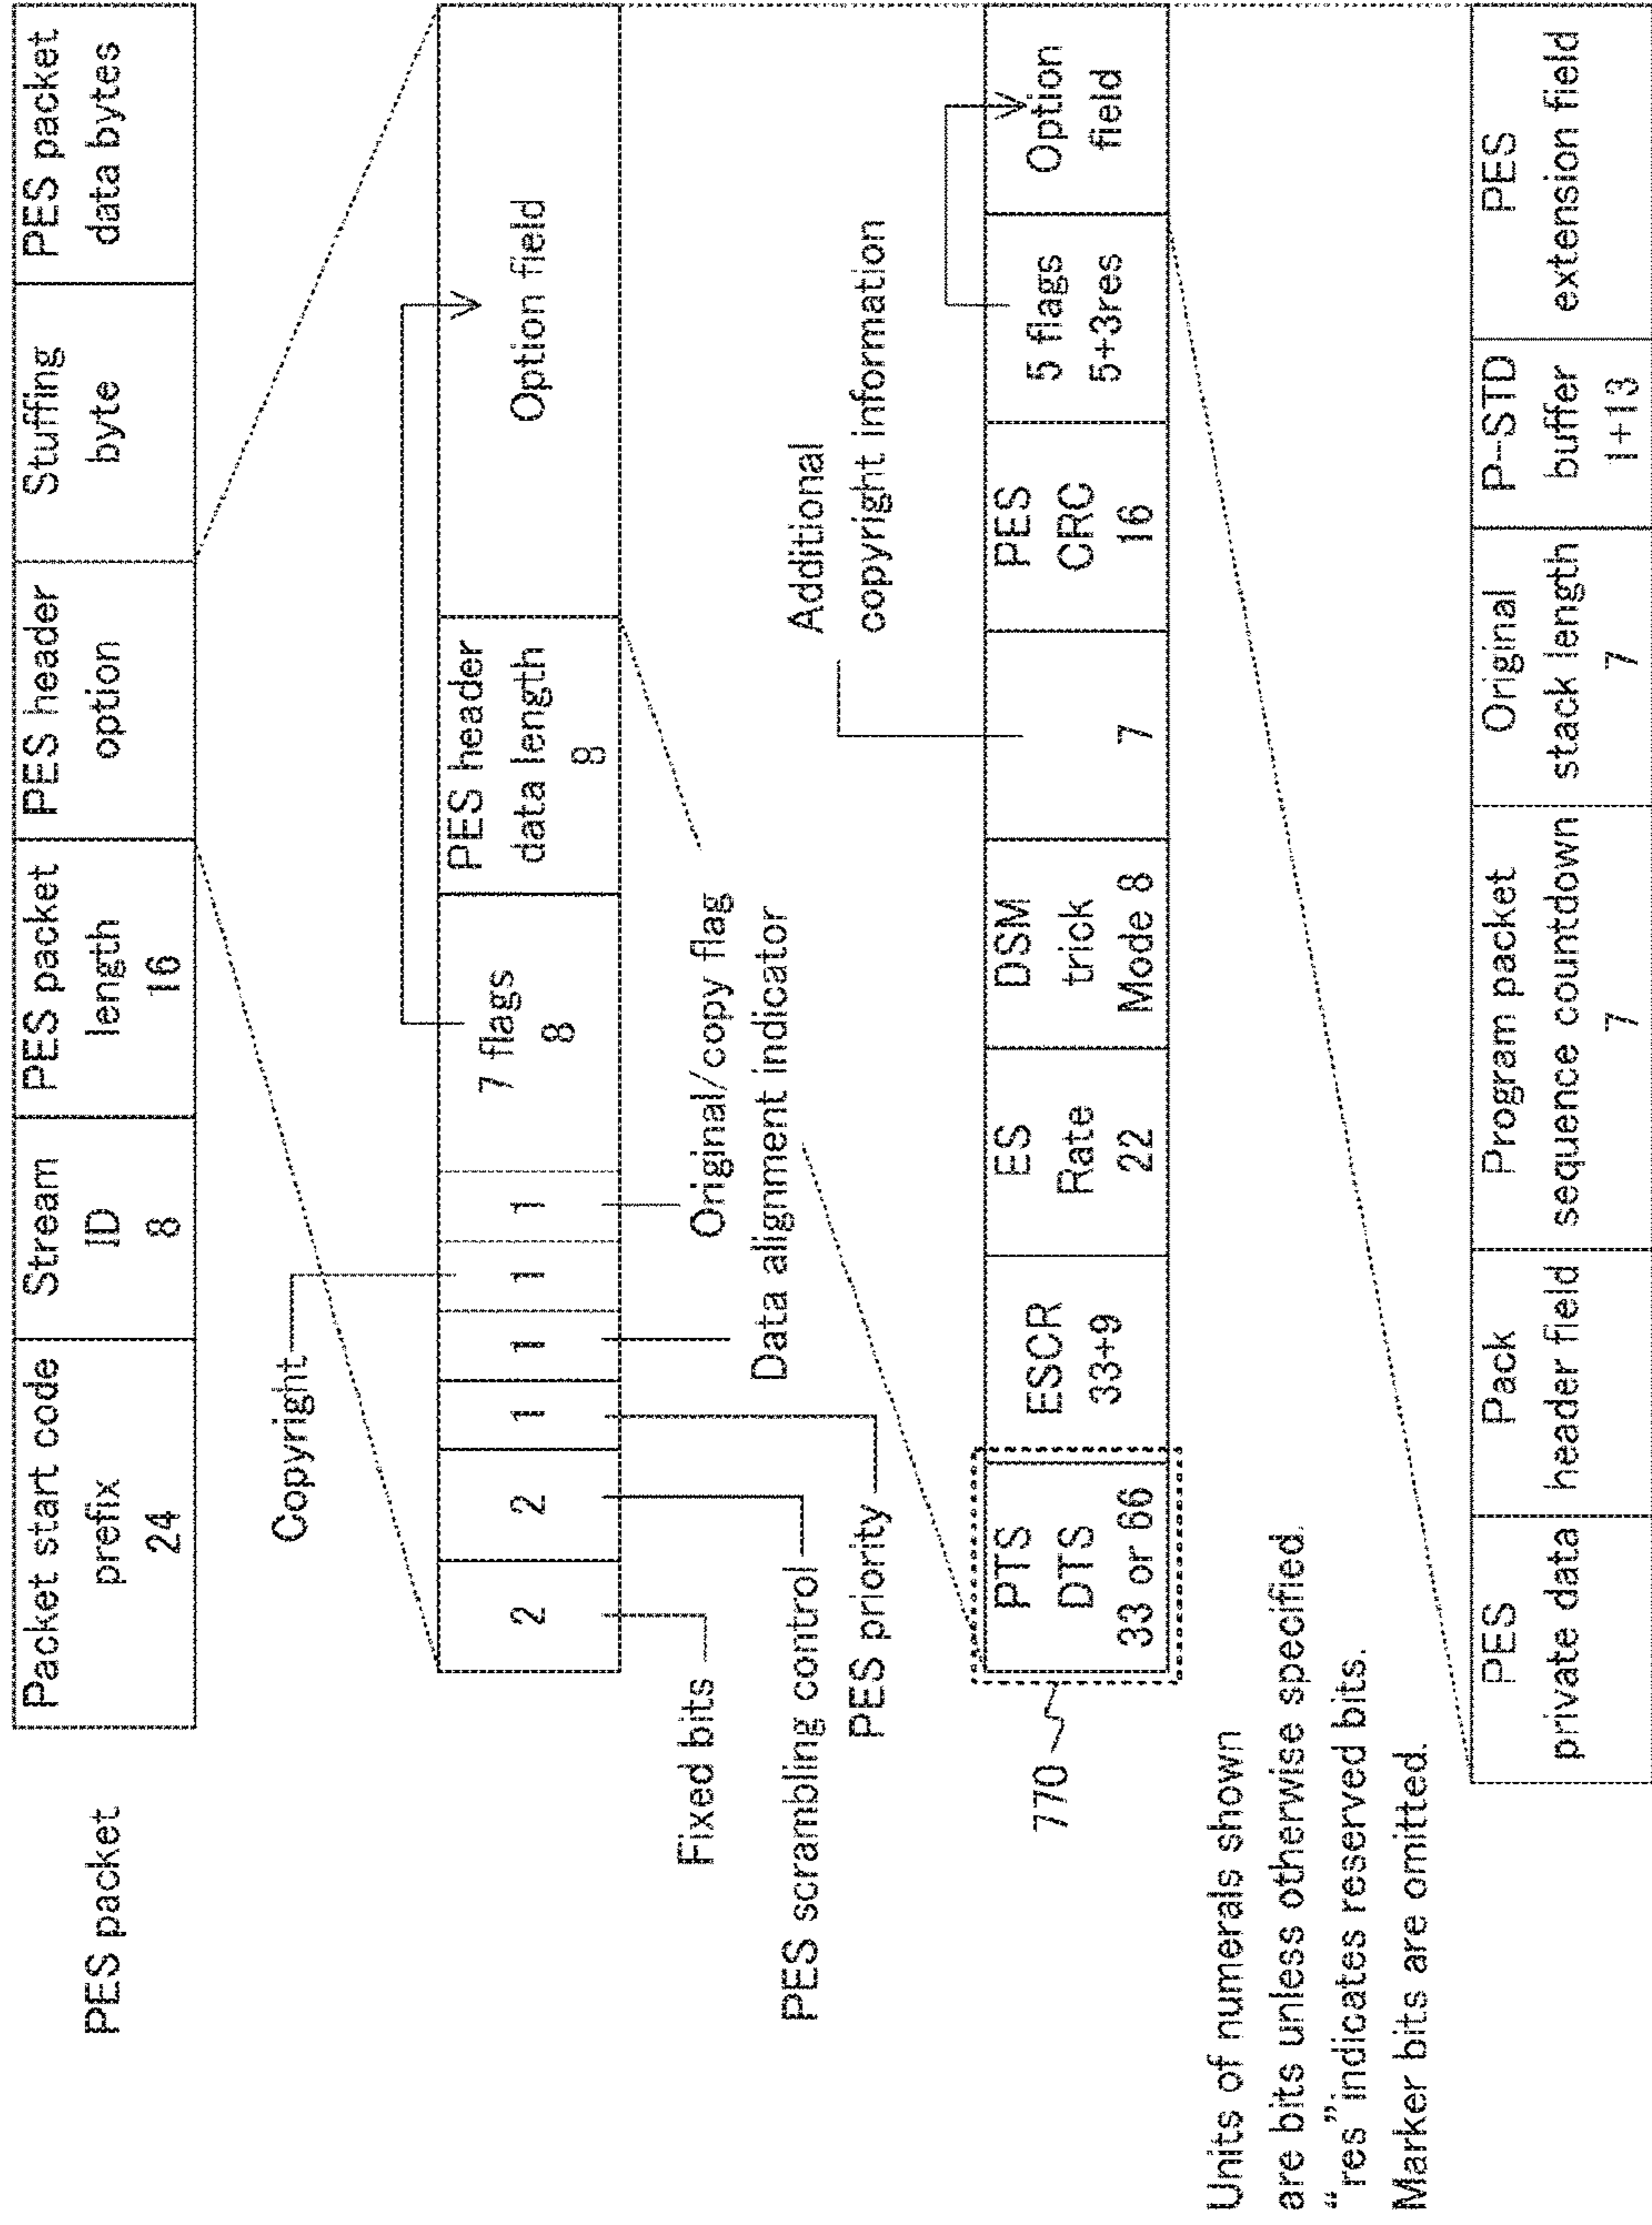 PES packet
Packet start code
prefix
24
Stream
ID
8
PES packet
length
16
PES header
option
Stuffing
byte
PES packet
data bytes
Copyright
2
2
1
1
1
1
7 flags
8
PES header
data length
8
Option field
Fixed bits
PES scrambling control
PES priority
Original/copy flag
Data alignment indicator
Additional
copyright information
770
PTS
DTS
33 or 66
ESCR
33+9
ES
Rate
22
DSM
trick
Mode 8
7
PES
CRC
16
5 flags
5+3res
Option
field
Units of numerals shown
are bits unless otherwise specified.
“res”indicates reserved bits.
Marker bits are omitted.
PES
private data
Pack
header field
Program packet
sequence countdown
7
Original
stack length
7
P-STD
buffer
1+13
PES
extension field